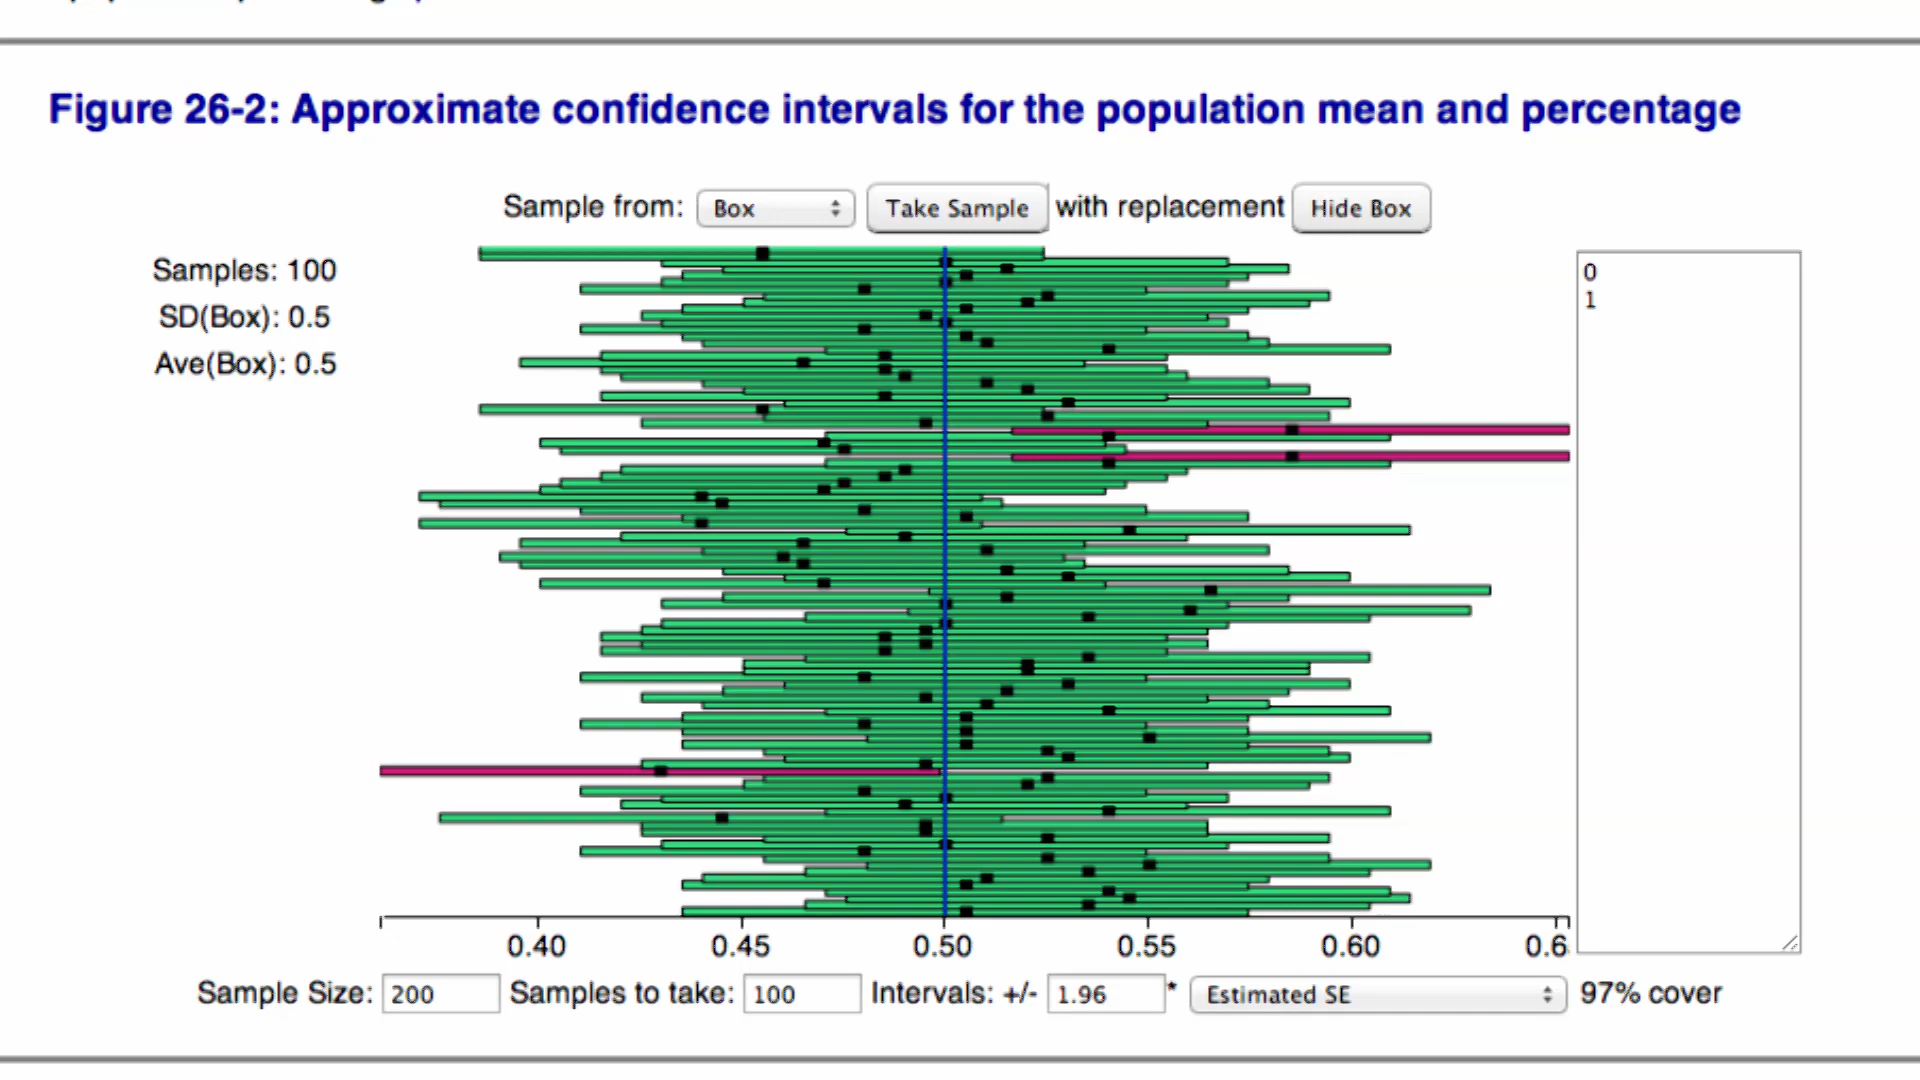 Figure 26-2: Approximate confidence intervals for the population mean and percentage
Sample from: Box Take Sample with replacement Hide Box
Samples: 100
SD(Box): 0.5
Ave(Box): 0.5
0
1
0.40 0.45 0.50 0.55 0.60 0.6
Sample Size: 200 Samples to take: 100 Intervals: +/- 1.96 * Estimated SE 97% cover